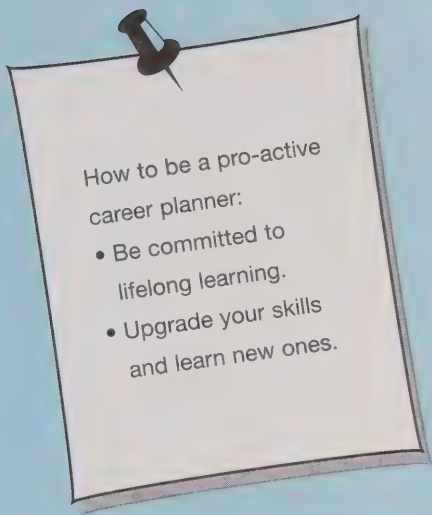 How to be a pro-active
career planner:
• Be committed to
lifelong learning.
• Upgrade your skills
and learn new ones.